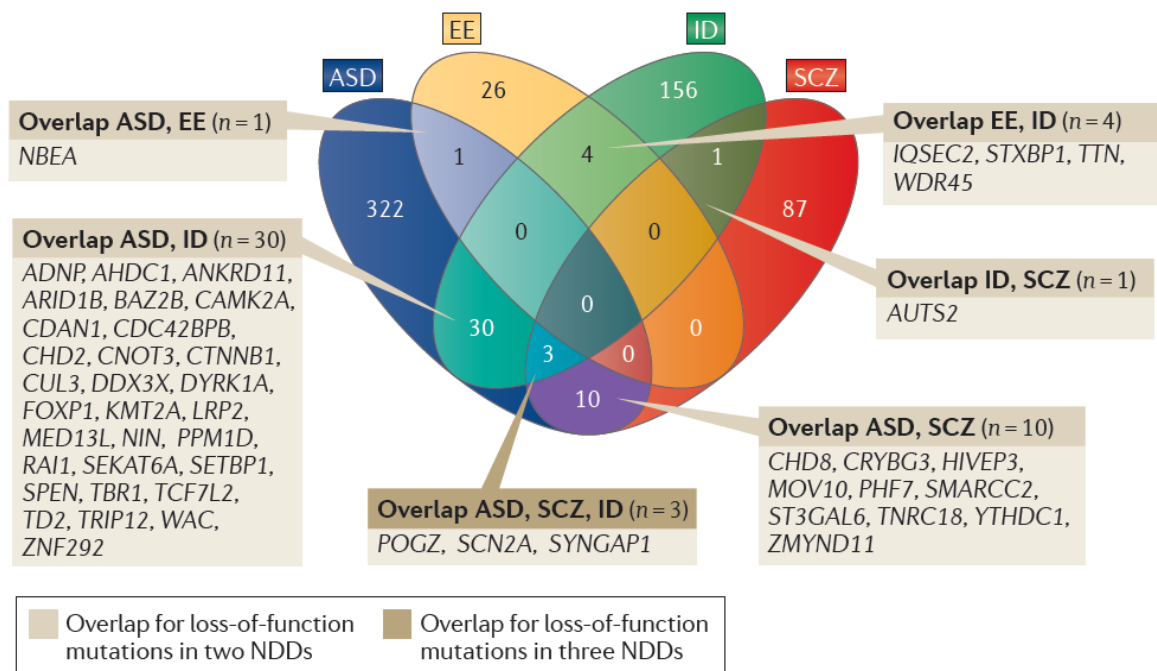 EE
ID
ASD
SCZ
26
156
Overlap ASD, EE (n = 1)
NBEA
Overlap EE, ID (n = 4)
IQSEC2, STXBP1, TTN,
WDR45
1
4
1
322
87
0
0
Overlap ASD, ID (n = 30)
ADNP, AHDC1, ANKRD11,
ARID1B, BAZ2B, CAMK2A,
CDAN1, CDC42BPB,
CHD2, CNOT3, CTNNB1,
CUL3, DDX3X, DYRK1A,
FOXP1, KMT2A, LRP2,
MED13L, NIN, PPM1D,
RAI1, SEKAT6A, SETBP1,
SPEN, TBR1, TCF7L2,
TD2, TRIP12, WAC,
ZNF292
Overlap ID, SCZ (n = 1)
AUTS2
0
30
0
3
0
10
Overlap ASD, SCZ (n = 10)
CHD8, CRYBG3, HIVEP3,
MOV10, PHF7, SMARCC2,
ST3GAL6, TNRC18, YTHDC1,
ZMYND11
Overlap ASD, SCZ, ID (n = 3)
POGZ, SCN2A, SYNGAP1
Overlap for loss-of-function
mutations in two NDDs
Overlap for loss-of-function
mutations in three NDDs